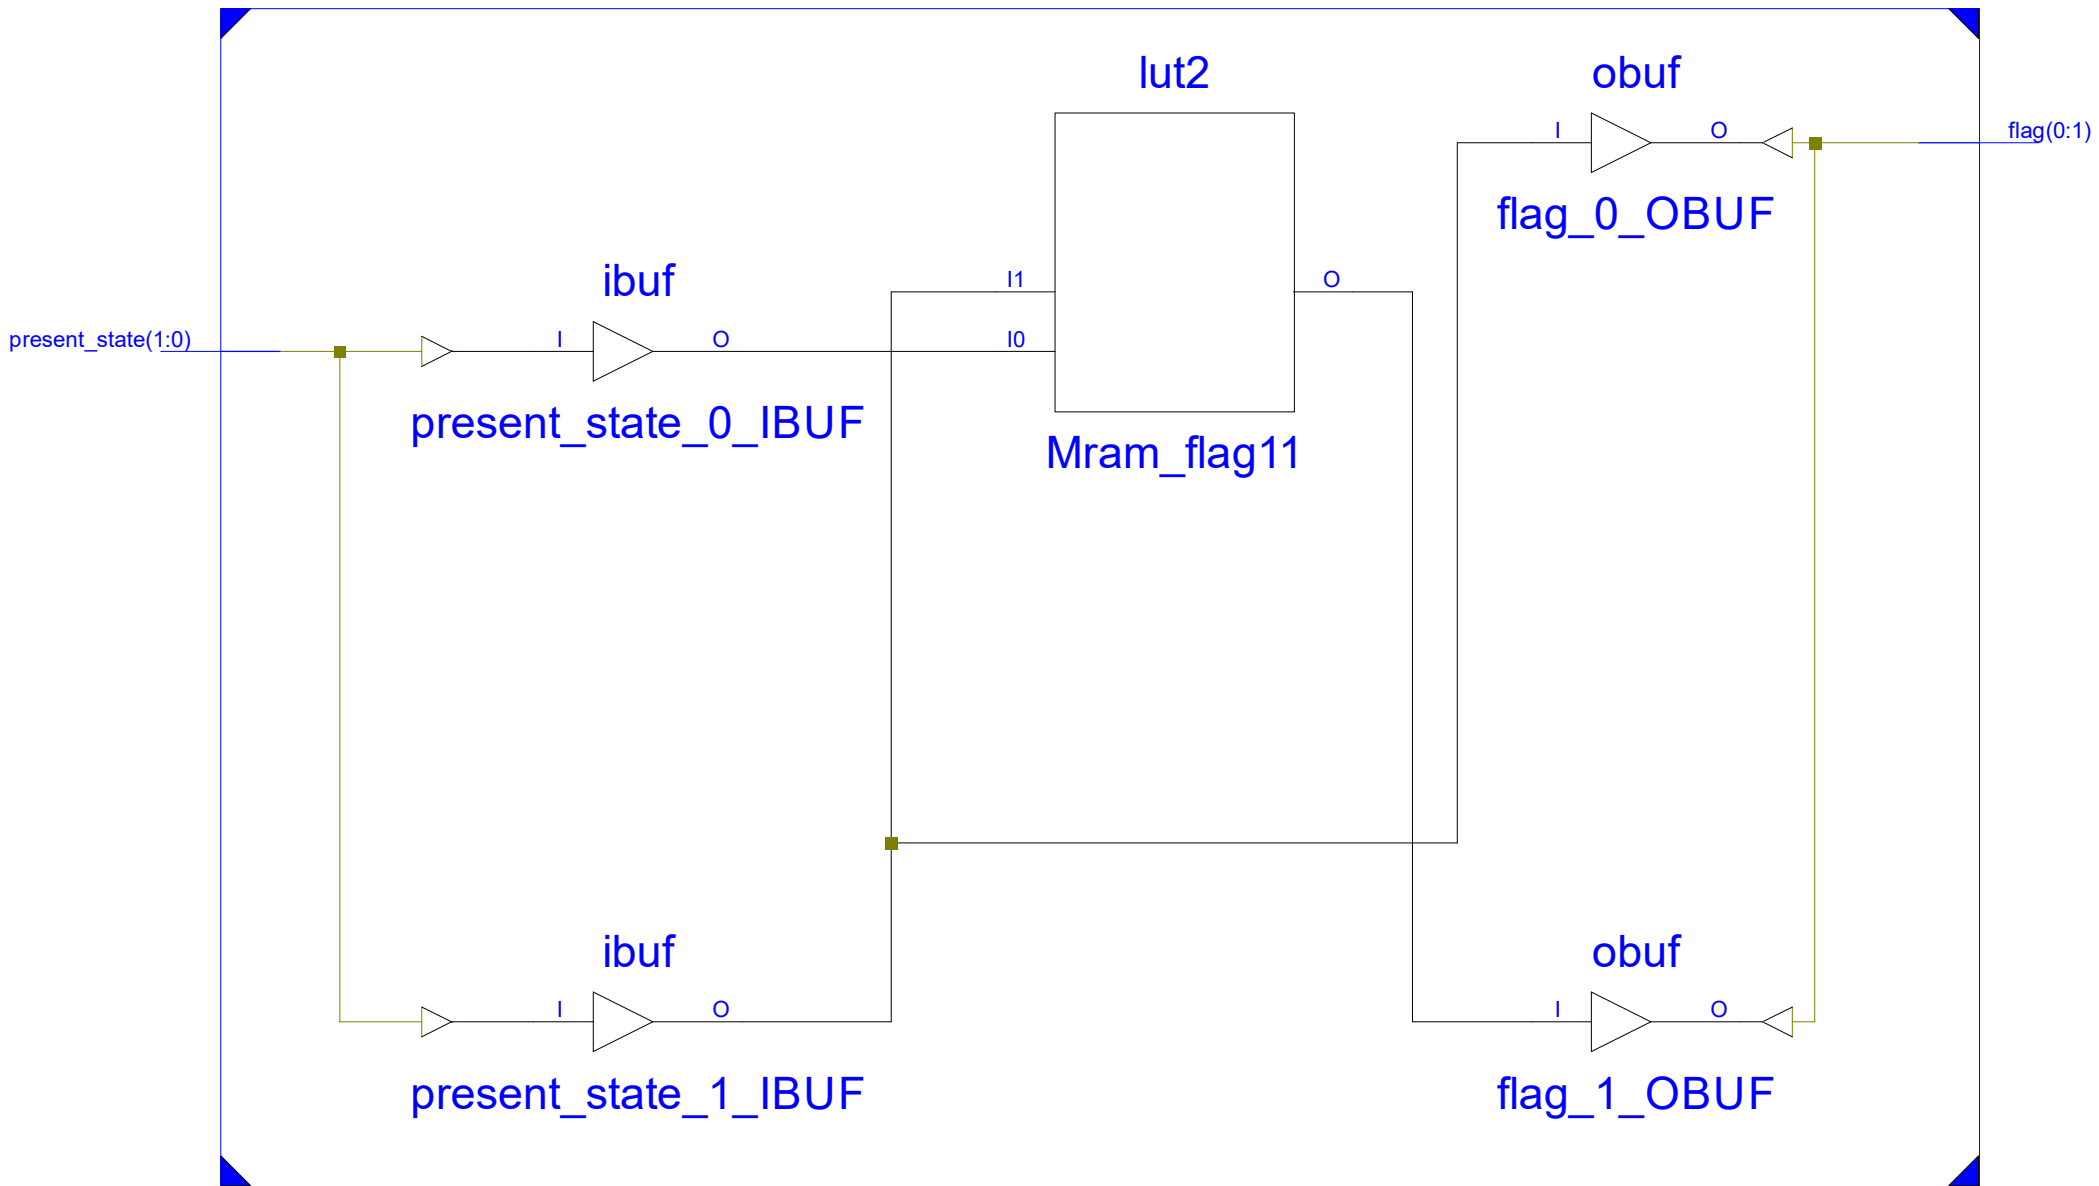 lut2
obuf
I
O
flag(0:1)
flag_0_OBUF
ibuf
I1
O
present_state(1:0)
I
O
I0
present_state_0_IBUF
Mram_flag11
ibuf
obuf
I
O
I
O
present_state_1_IBUF
flag_1_OBUF